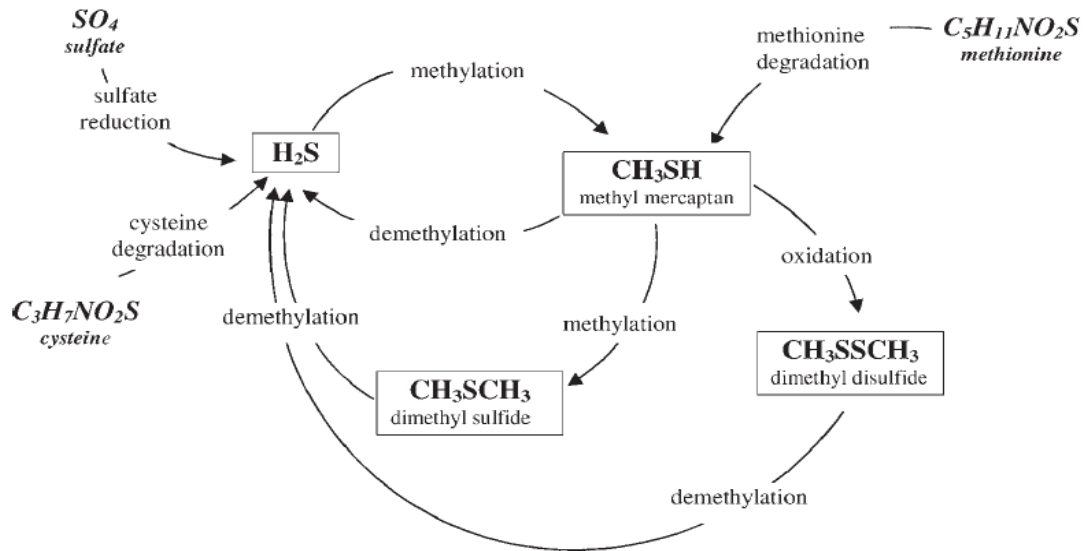 SO₄
sulfate
sulfate
reduction
methylation
methionine
degradation
C₅H₁₁NO₂S
methionine
H₂S
CH₃SH
methyl mercaptan
cysteine
degradation
demethylation
oxidation
C₃H₇NO₂S
cysteine
demethylation
methylation
CH₃SCH₃
dimethyl sulfide
CH₃SSCH₃
dimethyl disulfide
demethylation